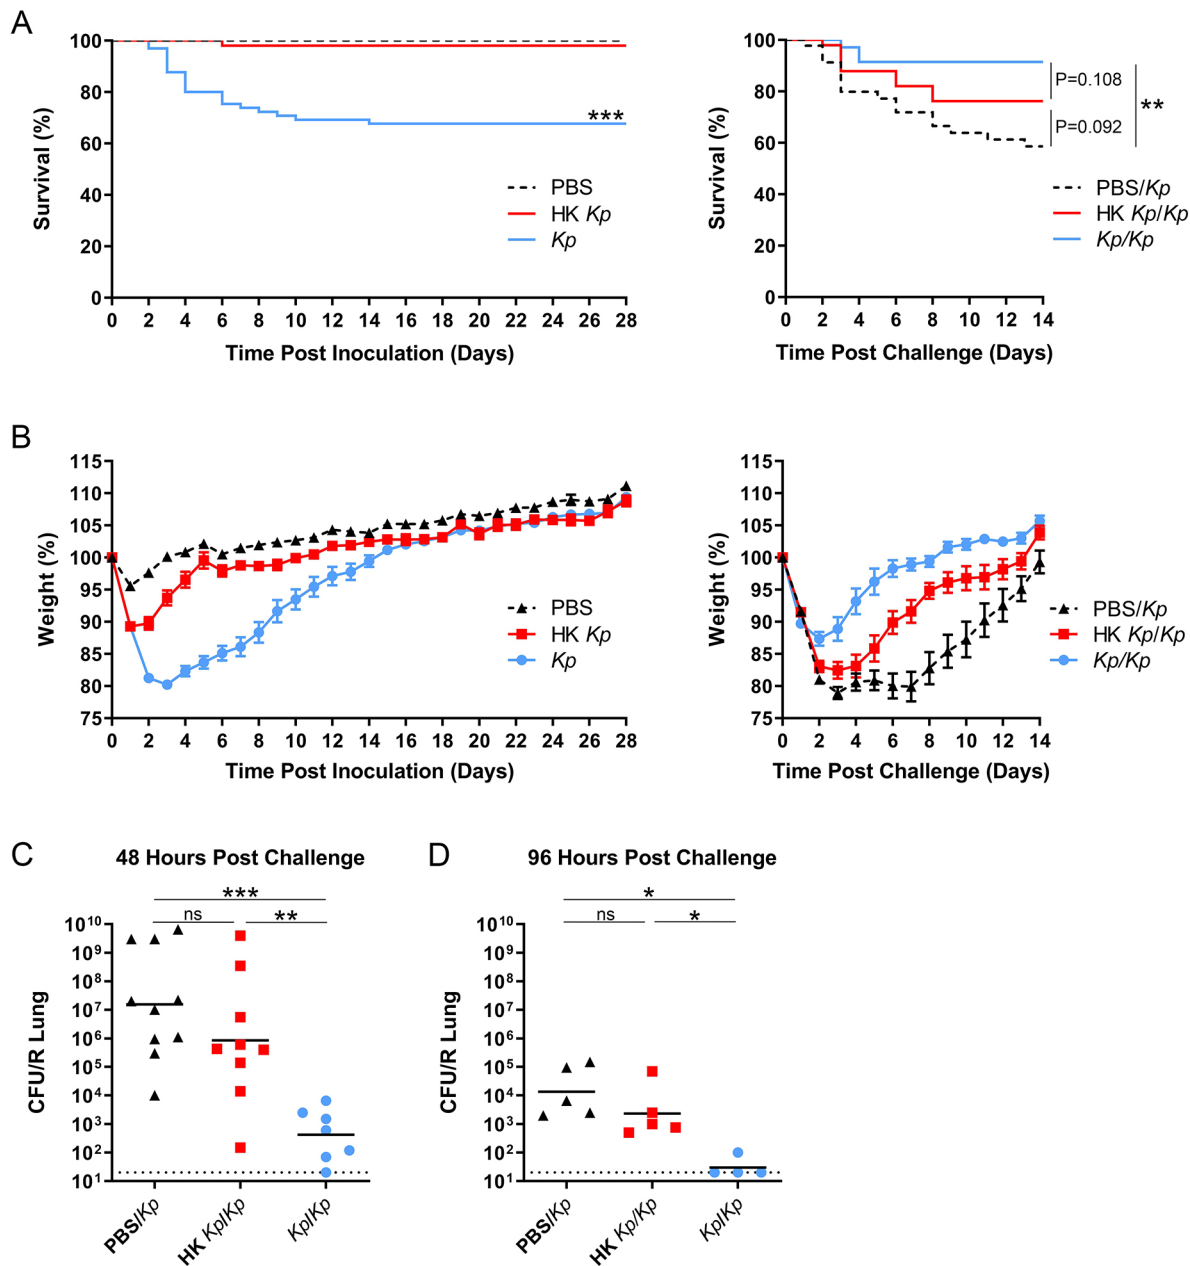 A
Survival (%)
100
80
60
40
20
0
0 2 4 6 8 10 12 14 16 18 20 22 24 26 28
Time Post Inoculation (Days)
***
PBS
HK Kp
Kp
Survival (%)
100
80
60
40
20
0
0 2 4 6 8 10 12 14
Time Post Challenge (Days)
P=0.108
P=0.092
**
PBS/Kp
HK Kp/Kp
Kp/Kp
B
Weight (%)
115
110
105
100
95
90
85
80
75
0 2 4 6 8 10 12 14 16 18 20 22 24 26 28
Time Post Inoculation (Days)
PBS
HK Kp
Kp
Weight (%)
115
110
105
100
95
90
85
80
75
0 2 4 6 8 10 12 14
Time Post Challenge (Days)
PBS/Kp
HK Kp/Kp
Kp/Kp
C
48 Hours Post Challenge
***
ns **
CFU/R Lung
10¹⁰
10⁹
10⁸
10⁷
10⁶
10⁵
10⁴
10³
10²
10¹
PBS/Kp
HK Kp/Kp
Kp/Kp
D
96 Hours Post Challenge
*
ns *
CFU/R Lung
10¹⁰
10⁹
10⁸
10⁷
10⁶
10⁵
10⁴
10³
10²
10¹
PBS/Kp
HK Kp/Kp
Kp/Kp